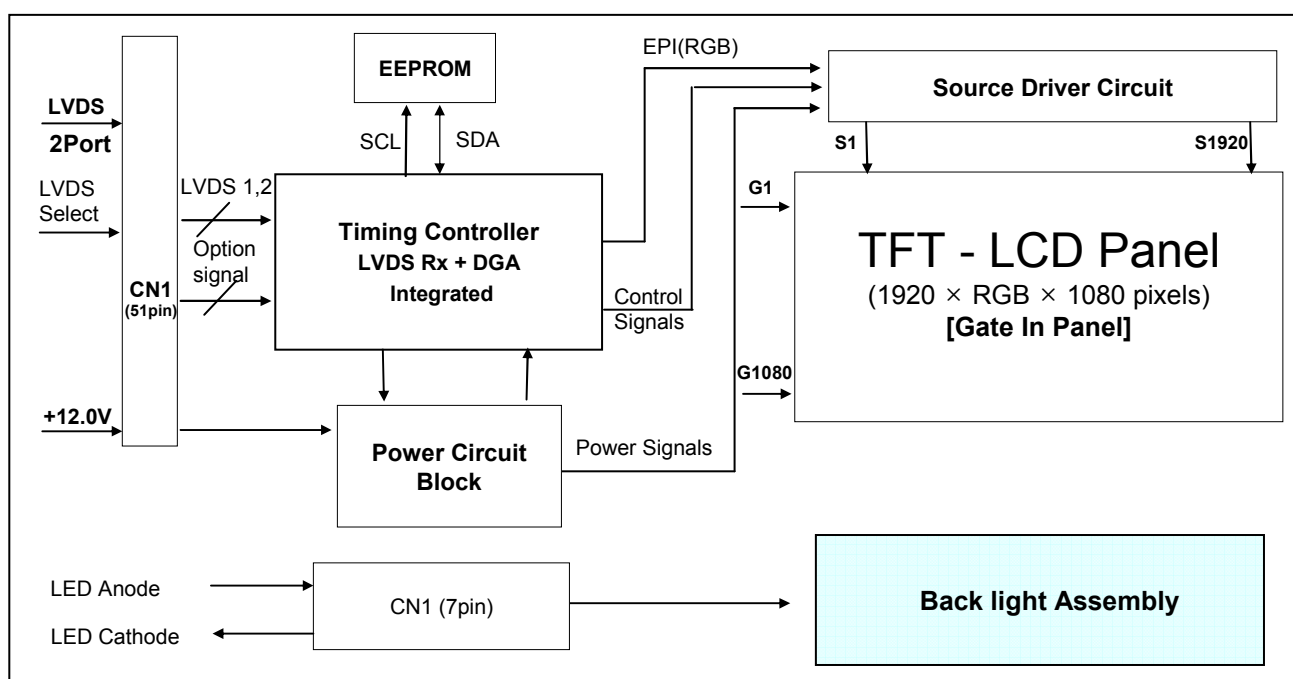 EEPROM
EPI(RGB)
Source Driver Circuit
LVDS
2Port
SCL
SDA
S1
S1920
LVDS
Select
LVDS 1,2
G1
Option
signal
Timing Controller
LVDS Rx + DGA
Integrated
TFT - LCD Panel
(1920 × RGB × 1080 pixels)
[Gate In Panel]
CN1
(51pin)
Control
Signals
G1080
+12.0V
Power Circuit
Block
Power Signals
LED Anode
CN1 (7pin)
LED Cathode
Back light Assembly